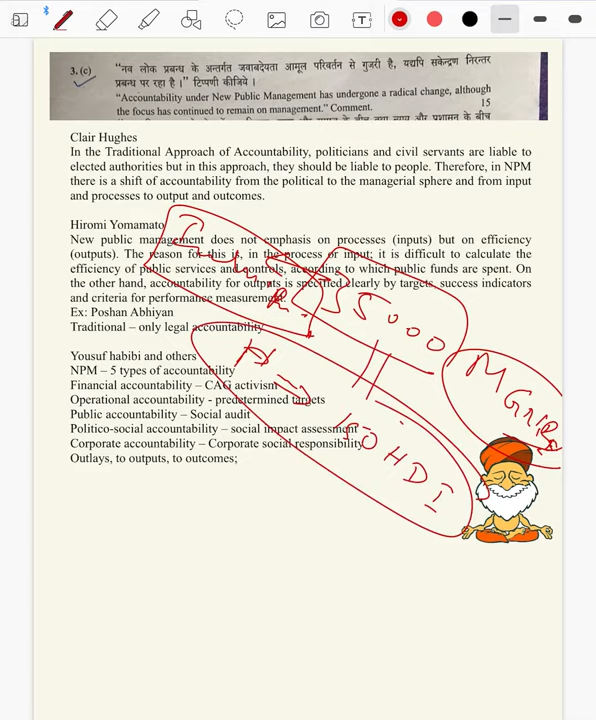 3. (c) "नव लोक प्रबन्ध के अन्तर्गत जवाबदेयता आमूल परिवर्तन से गुजरी है, यद्यपि सकेन्द्रण निरन्तर
प्रबन्ध पर रहा है।" टिप्पणी कीजिये।
"Accountability under New Public Management has undergone a radical change, although
the focus has continued to remain on management." Comment. 15
Clair Hughes
In the Traditional Approach of Accountability, politicians and civil servants are liable to
elected authorities but in this approach, they should be liable to people. Therefore, in NPM
there is a shift of accountability from the political to the managerial sphere and from input
and processes to output and outcomes.
Hiromi Yomamato
New public management does not emphasis on processes (inputs) but on efficiency
(outputs). The reason for this is, in the process or input; it is difficult to calculate the
efficiency of public services and controls, according to which public funds are spent. On
the other hand, accountability for outputs is specified clearly by targets, success indicators
and criteria for performance measurement.
Ex: Poshan Abhiyan
Traditional – only legal accountability
55000
Yousuf habibi and others
NPM – 5 types of accountability
Financial accountability – CAG activism
Operational accountability - predetermined targets
Public accountability – Social audit
Politico-social accountability – social impact assessment
Corporate accountability – Corporate social responsibility
Outlays, to outputs, to outcomes;
150 HDI